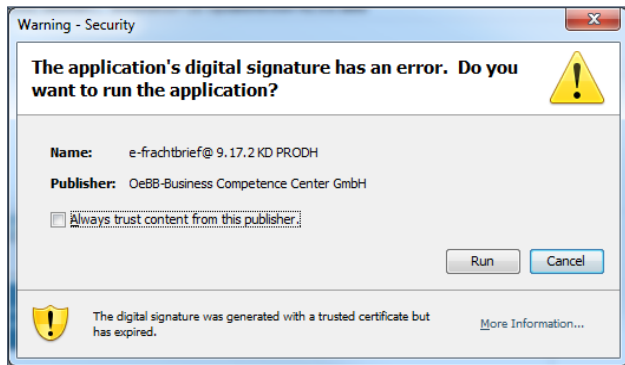 Warning - Security
The application's digital signature has an error. Do you
want to run the application?
Name: e-frachtbrief@ 9.17.2 KD PRODH
Publisher: OeBB-Business Competence Center GmbH
Always trust content from this publisher.
Run Cancel
The digital signature was generated with a trusted certificate but
has expired.
More Information...